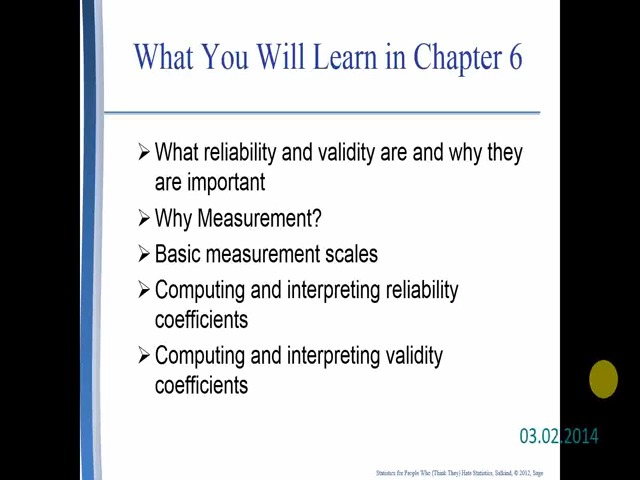 What You Will Learn in Chapter 6
➢ What reliability and validity are and why they
are important
➢ Why Measurement?
➢ Basic measurement scales
➢ Computing and interpreting reliability
coefficients
➢ Computing and interpreting validity
coefficients
03.02.2014
Statistics for People Who (Think They) Hate Statistics, Salkind, © 2012, Sage